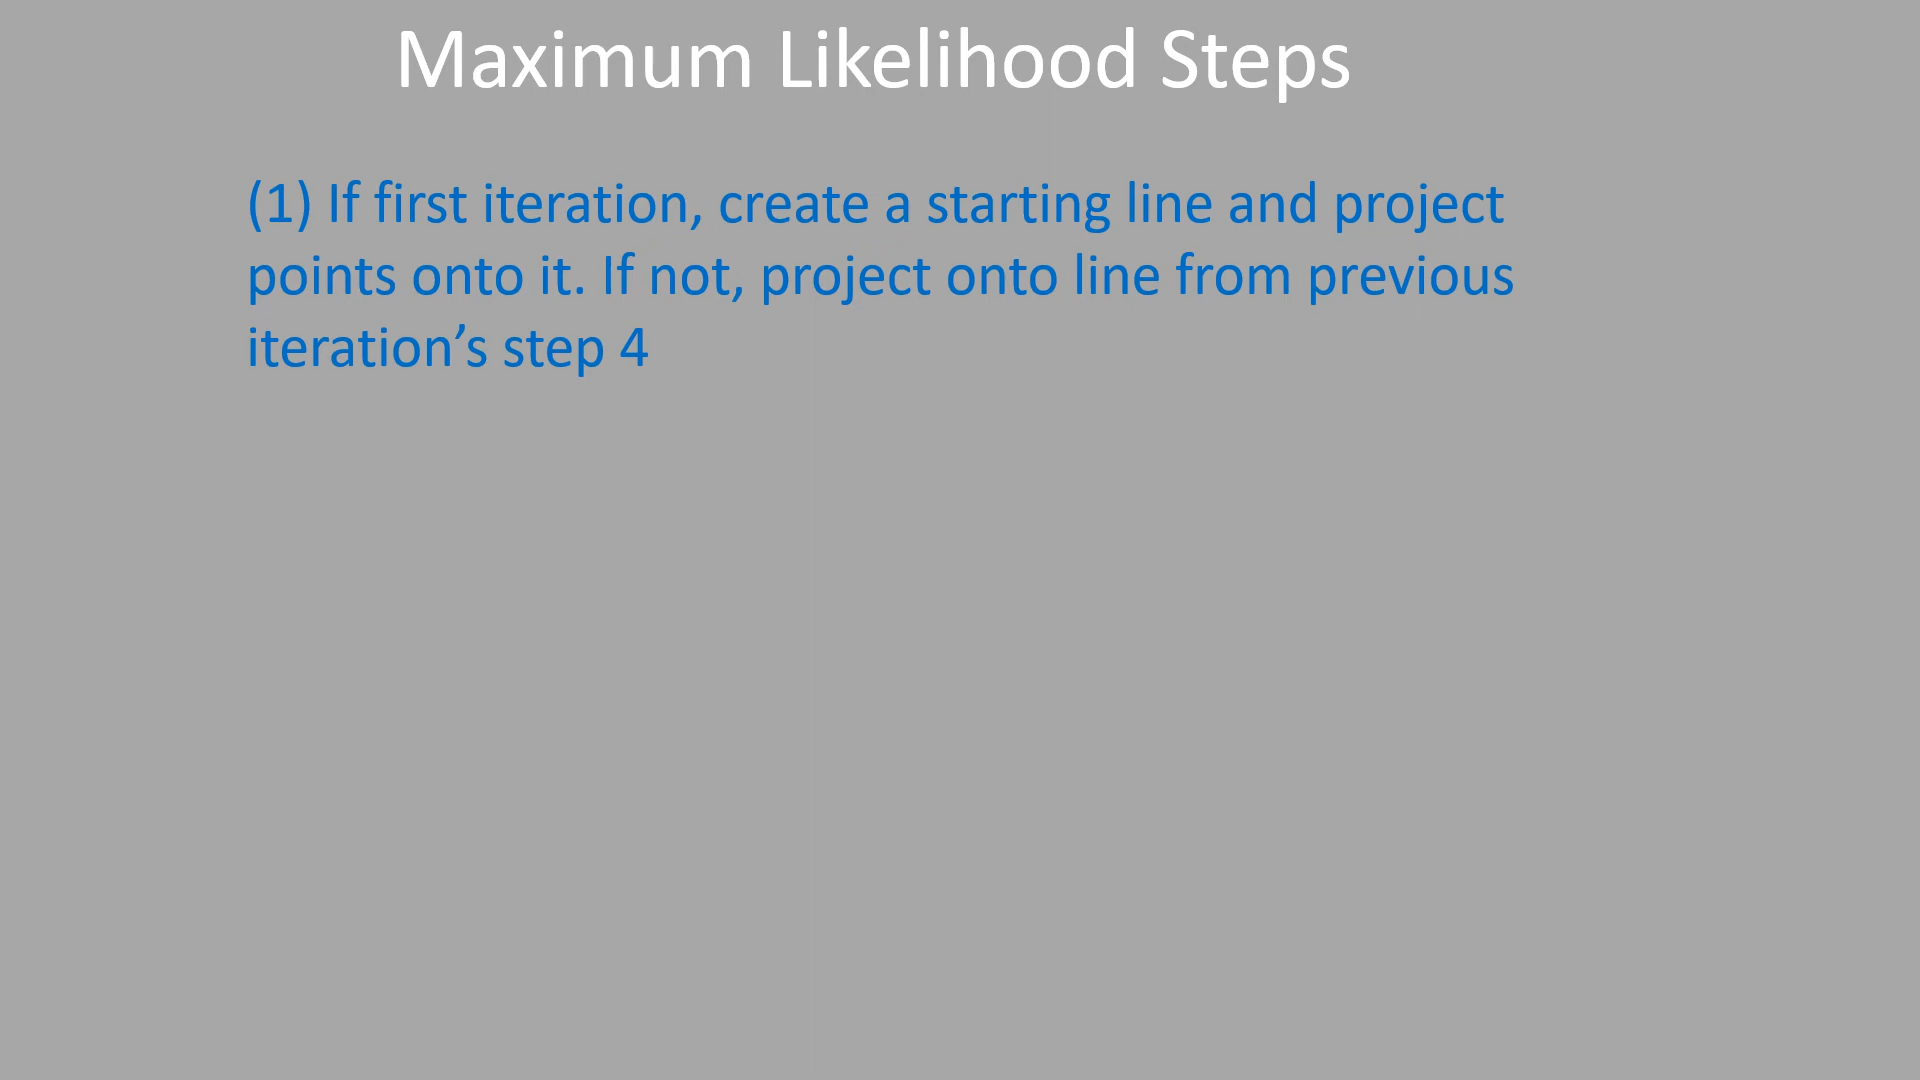 Maximum Likelihood Steps
(1) If first iteration, create a starting line and project
points onto it. If not, project onto line from previous
iteration’s step 4